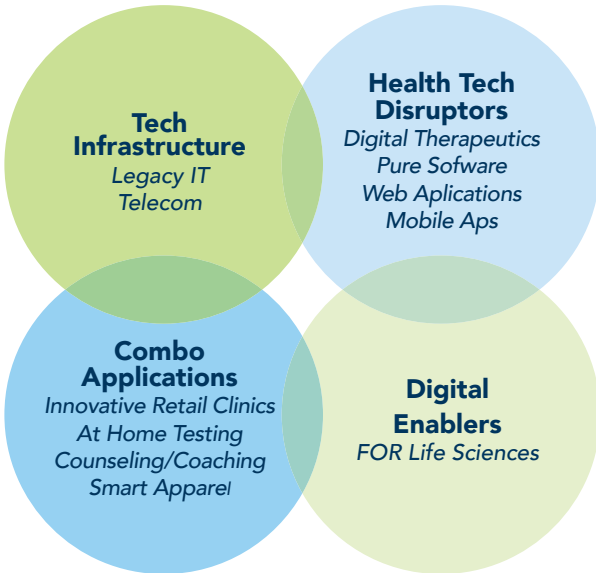 Tech
Infrastructure
Legacy IT
Telecom
Health Tech
Disruptors
Digital Therapeutics
Pure Sofware
Web Aplications
Mobile Aps
Combo
Applications
Innovative Retail Clinics
At Home Testing
Counseling/Coaching
Smart Apparel
Digital
Enablers
FOR Life Sciences